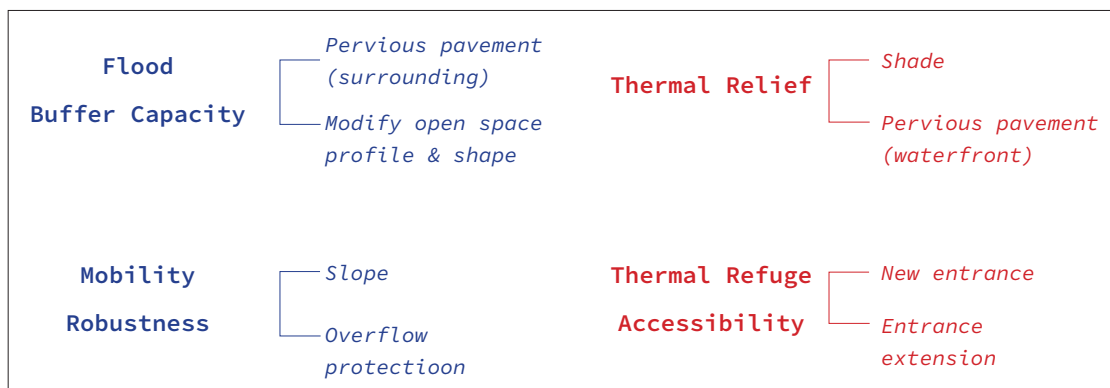 Flood
Buffer Capacity
Pervious pavement
(surrounding)
Modify open space
profile & shape
Thermal Relief
Shade
Pervious pavement
(waterfront)
Mobility
Robustness
Slope
Overflow
protectioon
Thermal Refuge
Accessibility
New entrance
Entrance
extension